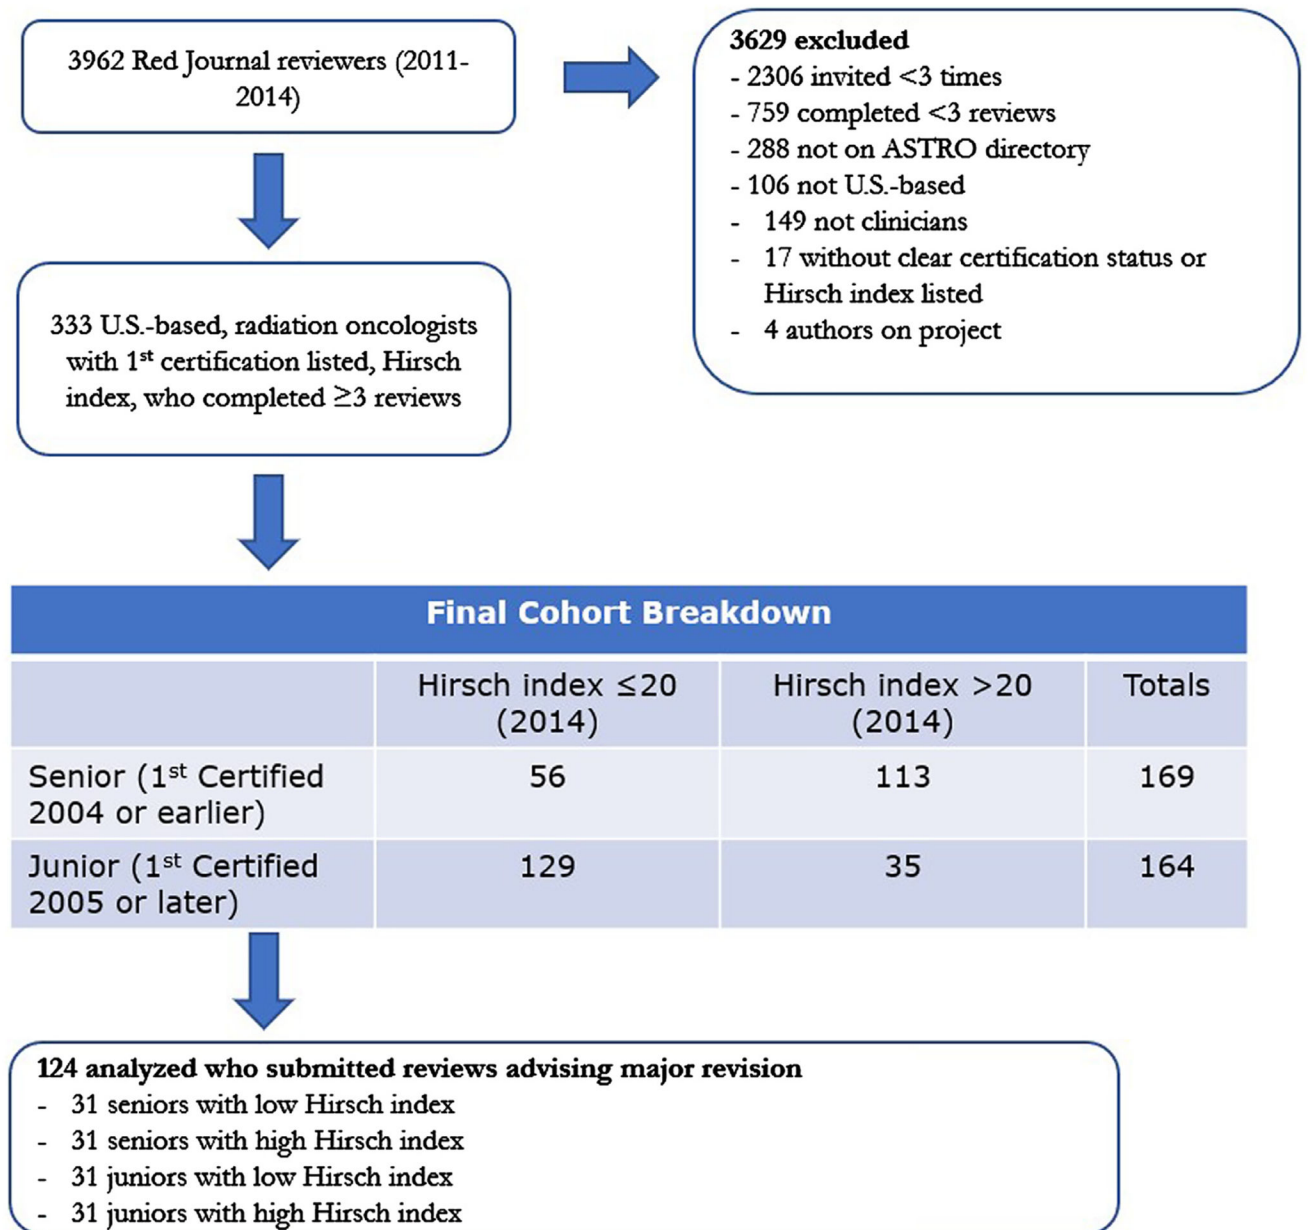 3962 Red Journal reviewers (2011-
2014)
3629 excluded
- 2306 invited <3 times
- 759 completed <3 reviews
- 288 not on ASTRO directory
- 106 not U.S.-based
- 149 not clinicians
- 17 without clear certification status or
Hirsch index listed
- 4 authors on project
333 U.S.-based, radiation oncologists
with 1st certification listed, Hirsch
index, who completed ≥3 reviews
Final Cohort Breakdown
Hirsch index ≤20
(2014)
Hirsch index >20
(2014)
Totals
Senior (1st Certified
2004 or earlier)
56
113
169
Junior (1st Certified
2005 or later)
129
35
164
124 analyzed who submitted reviews advising major revision
- 31 seniors with low Hirsch index
- 31 seniors with high Hirsch index
- 31 juniors with low Hirsch index
- 31 juniors with high Hirsch index